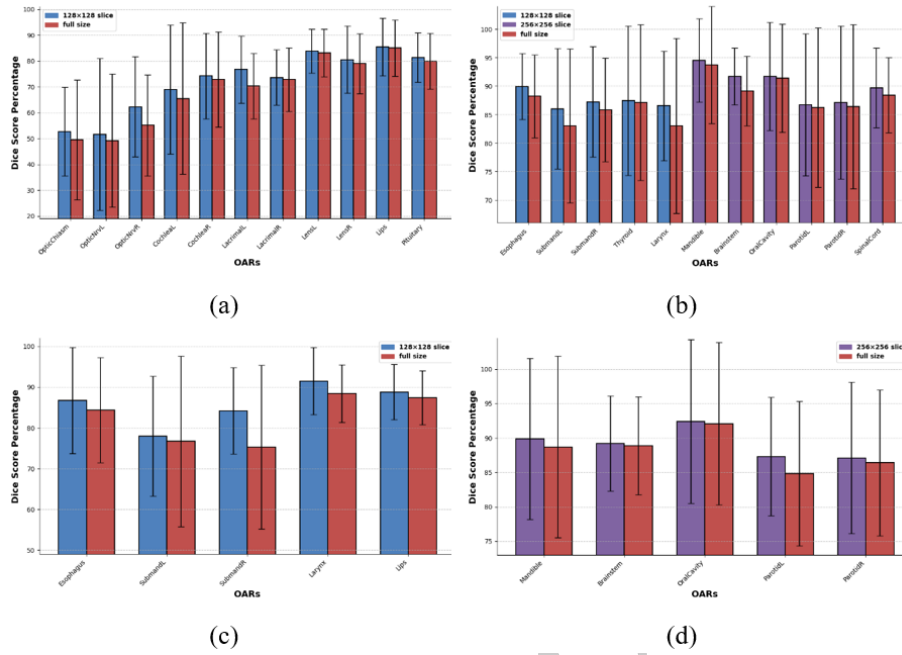 128×128 slice
full size
Dice Score Percentage
100
90
80
70
60
50
40
30
20
OpticChiasm
OpticNrvL
OpticNrvR
CochleaL
CochleaR
LacrimalL
LacrimalR
LensL
LensR
Lips
Pituitary
OARs
(a)
128×128 slice
256×256 slice
full size
Dice Score Percentage
100
95
90
85
80
75
70
Esophagus
SubmandL
SubmandR
Thyroid
Larynx
Mandible
Brainstem
OralCavity
ParotidL
ParotidR
SpinalCord
OARs
(b)
128×128 slice
full size
Dice Score Percentage
100
90
80
70
60
50
Esophagus
SubmandL
SubmandR
Larynx
Lips
OARs
(c)
256×256 slice
full size
Dice Score Percentage
100
95
90
85
80
75
Mandible
Brainstem
OralCavity
ParotidL
ParotidR
OARs
(d)